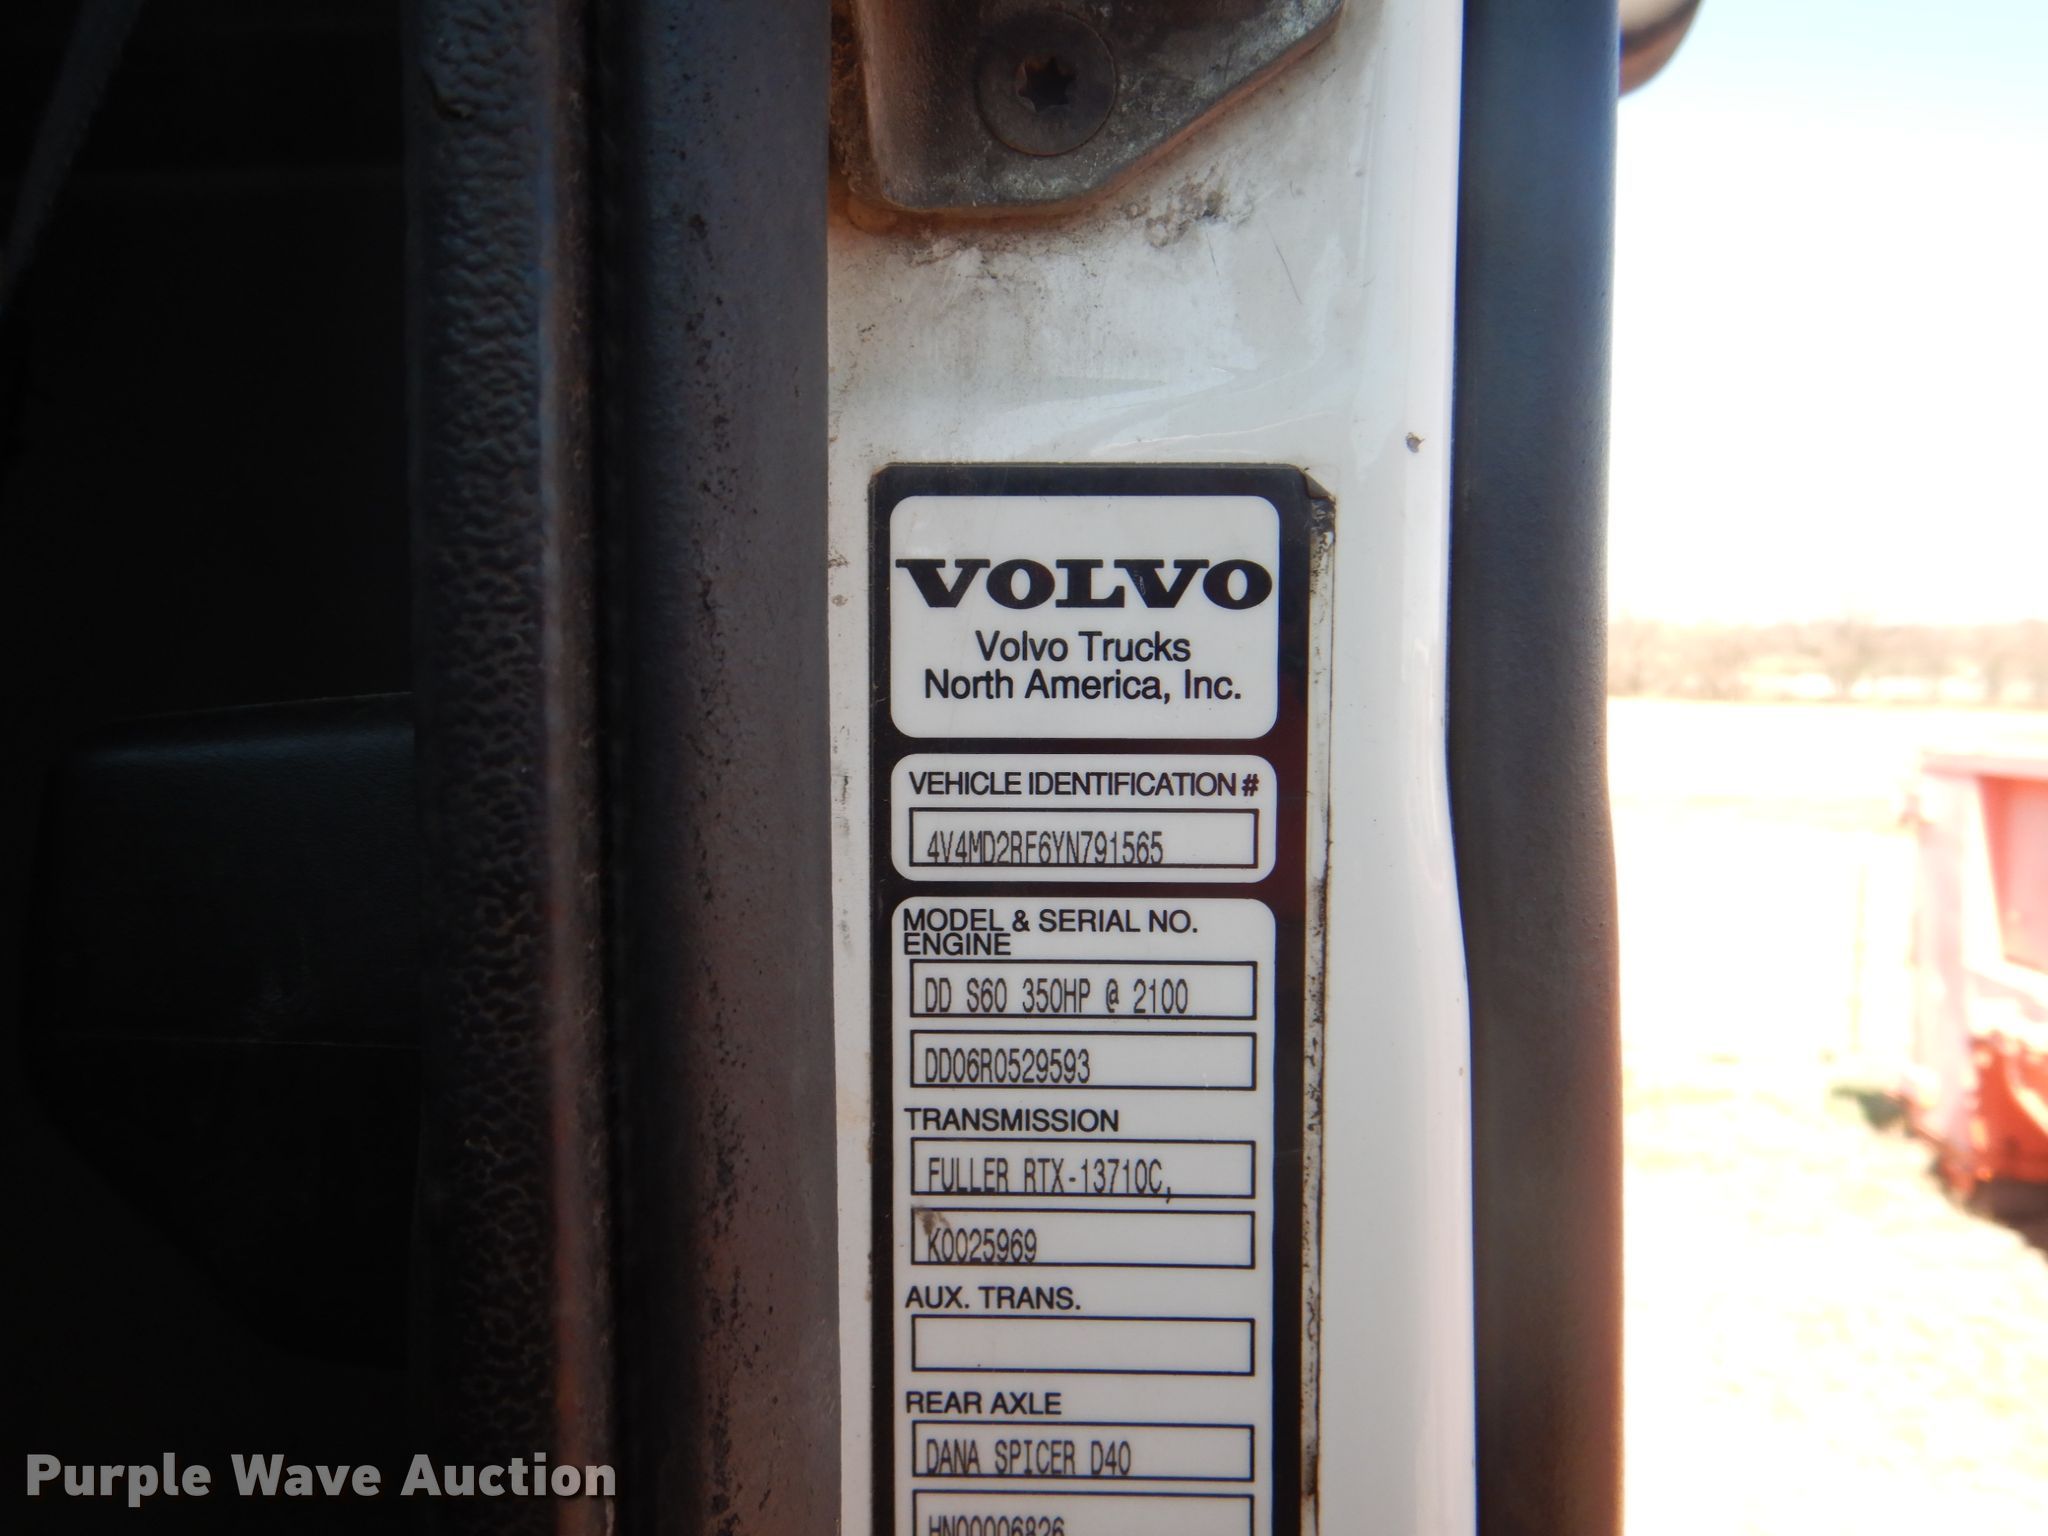 VOLVO
Volvo Trucks
North America, Inc.
VEHICLE IDENTIFICATION #
4V4MD2RF6YN791565
MODEL & SERIAL NO.
ENGINE
DD S60 350HP @ 2100
DD06R0529593
TRANSMISSION
FULLER RTX-13710C,
K0025969
AUX. TRANS.
REAR AXLE
DANA SPICER D40
HN00006826
Purple Wave Auction